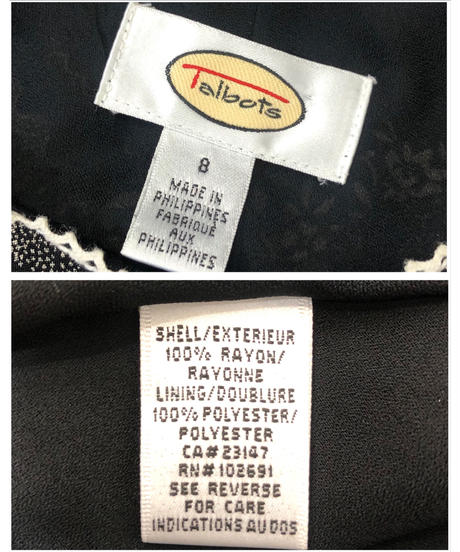 Talbots
8
MADE IN
PHILIPPINES
FABRIQUÉ
AUX
PHILIPPINES
SHELL/EXTERIEUR
100% RAYON/
RAYONNE
LINING/DOUBLURE
100% POLYESTER/
POLYESTER
CA# 23147
RN# 102691
SEE REVERSE
FOR CARE
INDICATIONS AU DOS